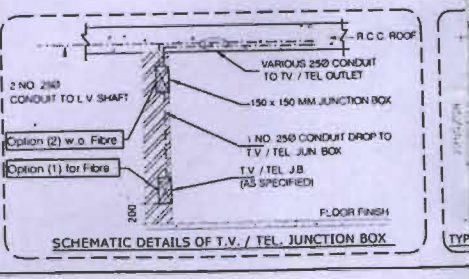 R.C.C. ROOF
VARIOUS 25Ø CONDUIT
TO TV / TEL OUTLET
2 NO. 25Ø
CONDUIT TO L.V SHAFT
150 x 150 MM JUNCTION BOX
Option (2) w.o. Fibre
1 NO. 25Ø CONDUIT DROP TO
T.V / TEL. JUN. BOX
Option (1) for Fibre
T.V / TEL J.B.
(AS SPECIFIED)
200
FLOOR FINISH
SCHEMATIC DETAILS OF T.V. / TEL. JUNCTION BOX
TYP